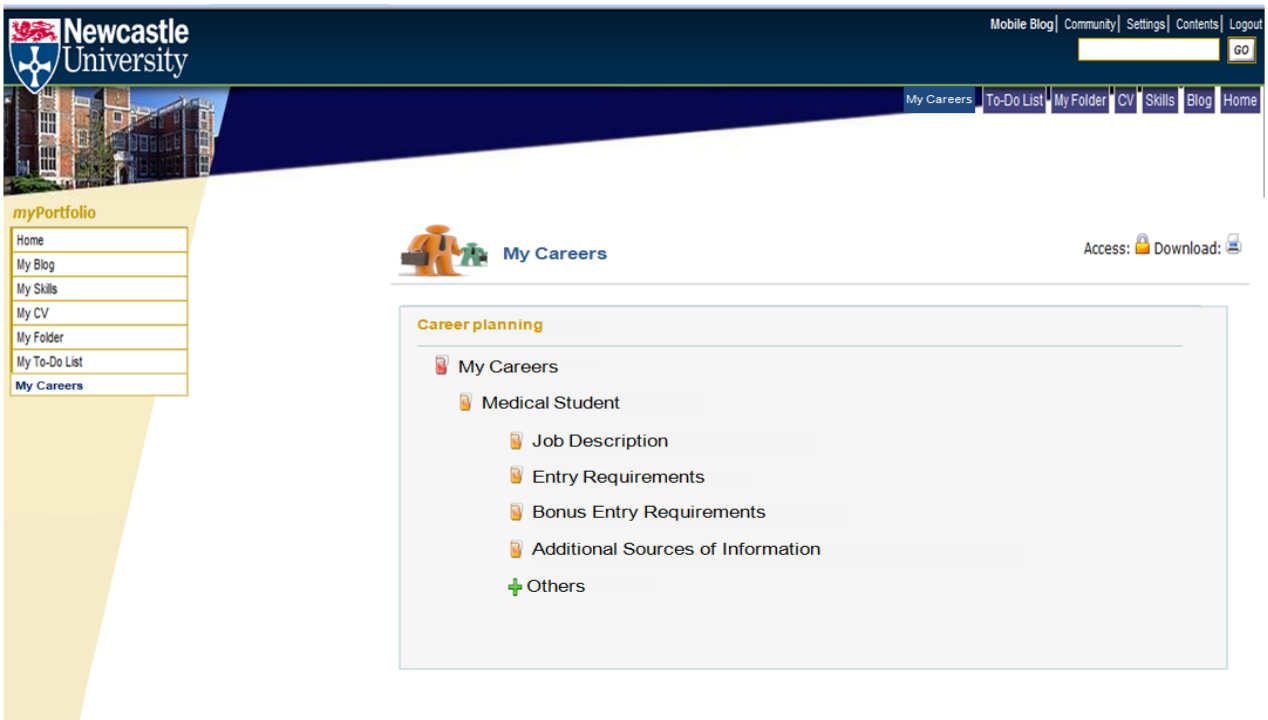 Newcastle
University
Mobile Blog| Community| Settings| Contents| Logout
GO
My Careers To-Do List My Folder CV Skills Blog Home
myPortfolio
Home
My Blog
My Skills
My CV
My Folder
My To-Do List
My Careers
My Careers
Access: Download:
Career planning
My Careers
Medical Student
Job Description
Entry Requirements
Bonus Entry Requirements
Additional Sources of Information
Others